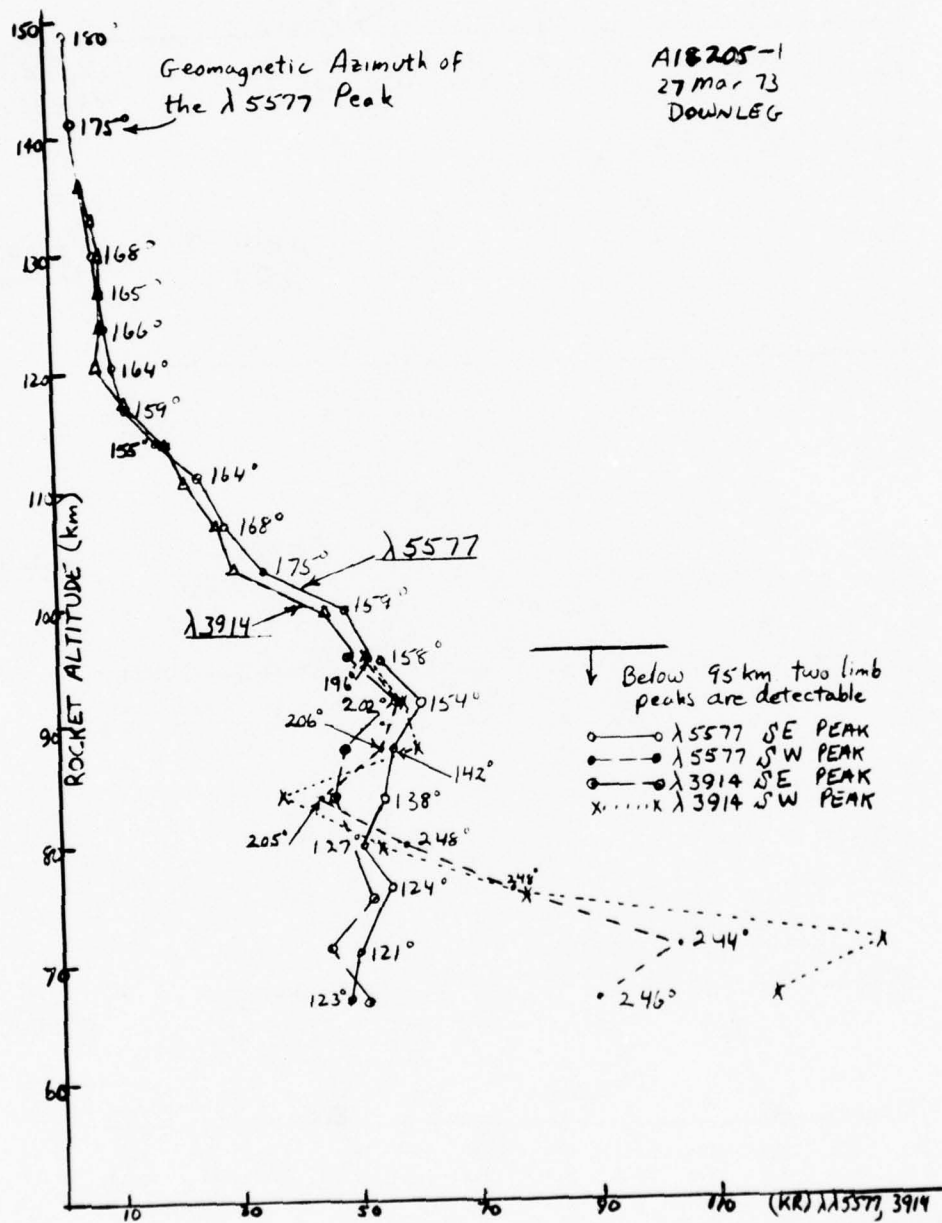 150
180°
Geomagnetic Azimuth of
the λ 5577 Peak
A18205-1
27 Mar 73
DOWNLEG
175°
140
168°
130
165°
166°
164°
120
159°
155°
164°
110
168°
175°
λ5577
ROCKET ALTITUDE (km)
159°
100
λ3914
158°
196°
Below 95km two limb
peaks are detectable
154°
202°
206°
90
142°
λ5577 SE PEAK
λ5577 SW PEAK
λ3914 SE PEAK
λ3914 SW PEAK
138°
205°
127°
248°
80
124°
248°
121°
244°
70
123°
246°
60
10
30
50
70
90
110
(KR) λλ5577, 3914